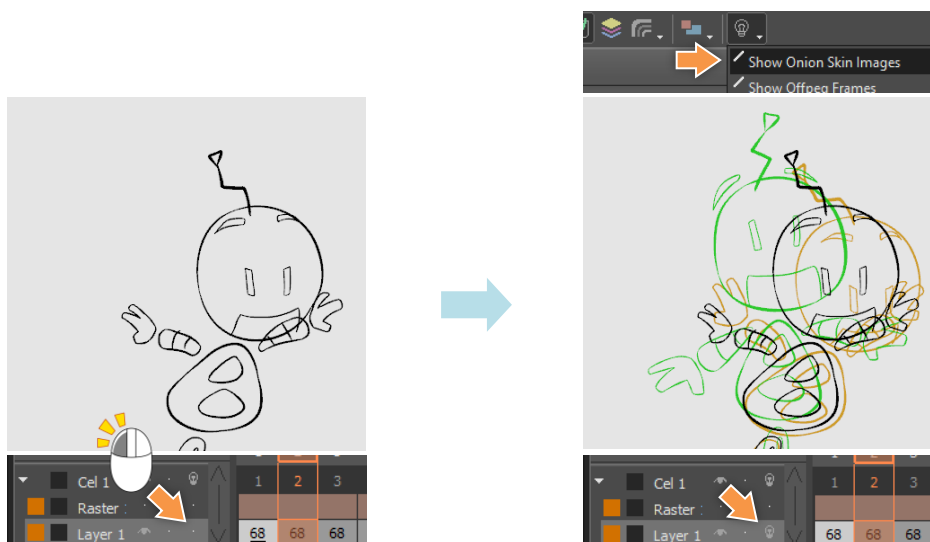 Show Onion Skin Images
Show Offpeg Frames
Cel 1
1 2 3
Raster
Layer 1
68 68 68
Cel 1
1 2 3
Raster
Layer 1
68 68 68